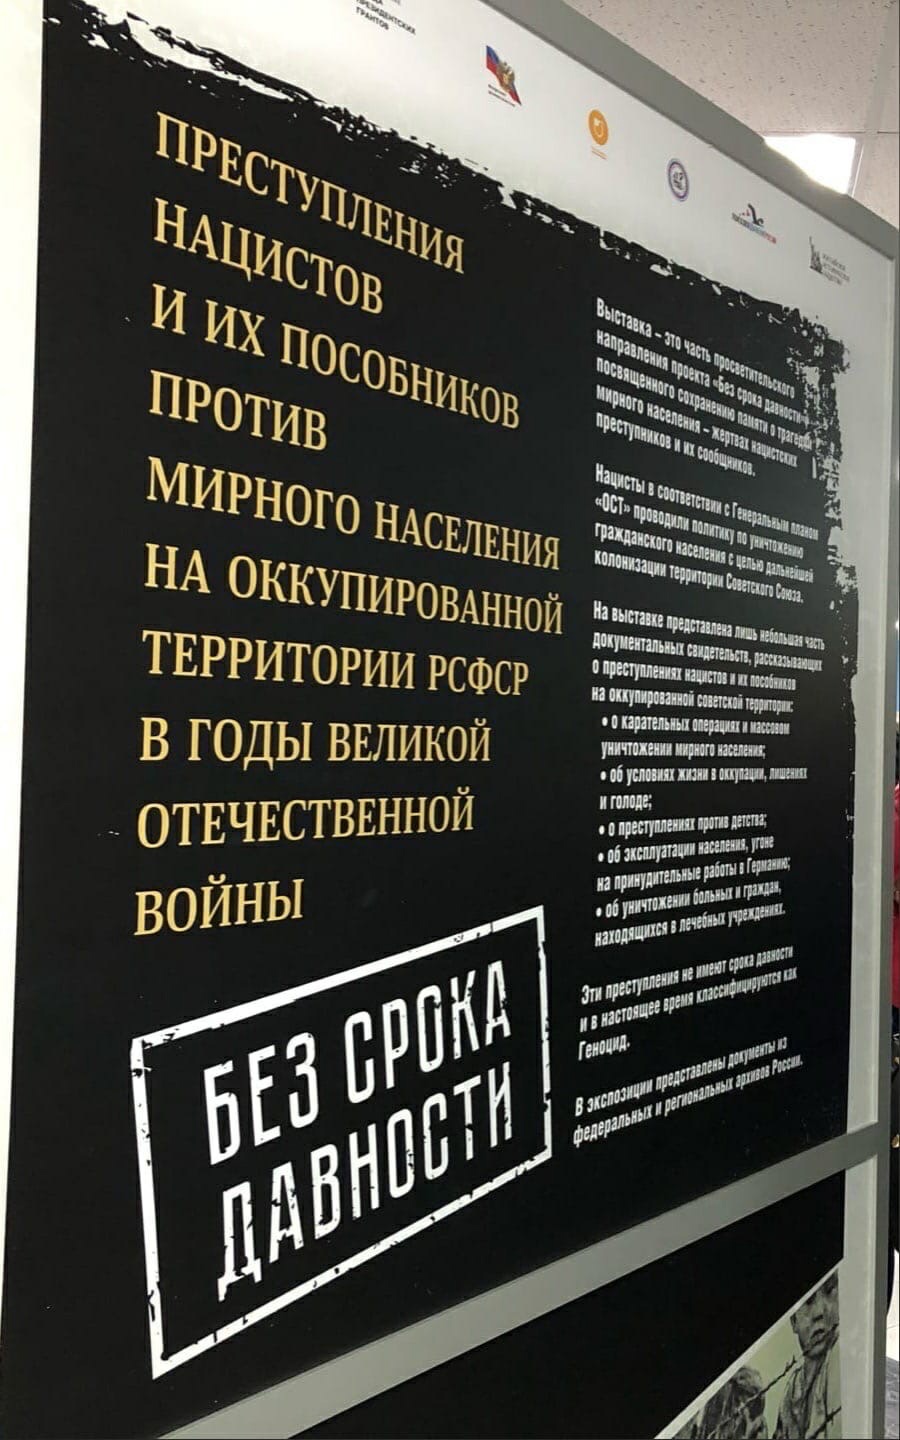 ПРЕЗИДЕНТСКИХ
ГРАНТОВ
ПРЕСТУПЛЕНИЯ
НАЦИСТОВ
И ИХ ПОСОБНИКОВ
ПРОТИВ
МИРНОГО НАСЕЛЕНИЯ
НА ОККУПИРОВАННОЙ
ТЕРРИТОРИИ РСФСР
В ГОДЫ ВЕЛИКОЙ
ОТЕЧЕСТВЕННОЙ
ВОЙНЫ
БЕЗ СРОКА
ДАВНОСТИ
Выставка – это часть просветительского
направления проекта «Без срока давности»,
посвященного сохранению памяти о трагедии
мирного населения – жертвах нацистских
преступников и их сообщников.
Нацисты в соответствии с Генеральным планом
«ОСТ» проводили политику по уничтожению
гражданского населения с целью дальнейшей
колонизации территории Советского Союза.
На выставке представлена лишь небольшая часть
документальных свидетельств, рассказывающих
о преступлениях нацистов и их пособников
на оккупированной советской территории:
• о карательных операциях и массовом
уничтожении мирного населения;
• об условиях жизни в оккупации, лишениях
и голоде;
• о преступлениях против детства;
• об эксплуатации населения, угоне
на принудительные работы в Германию;
• об уничтожении больных и граждан,
находящихся в лечебных учреждениях.
Эти преступления не имеют срока давности
и в настоящее время классифицируются как
Геноцид.
В экспозиции представлены документы из
федеральных и региональных архивов России.